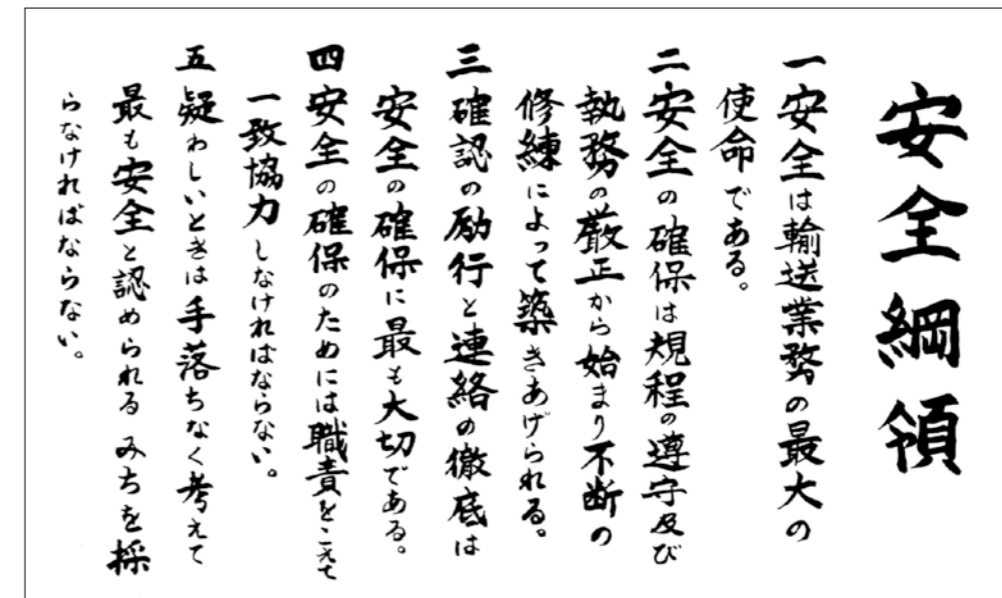 安全綱領
一 安全は輸送業務の最大の
使命である。
二 安全の確保は規程の遵守及び
執務の厳正から始まり不断の
修練によって築きあげられる。
三 確認の励行と連絡の徹底は
安全の確保に最も大切である。
四 安全の確保のためには職責をこえて
一致協力しなければならない。
五 疑わしいときは手落ちなく考えて
最も安全と認められるみちを採
らなければならない。